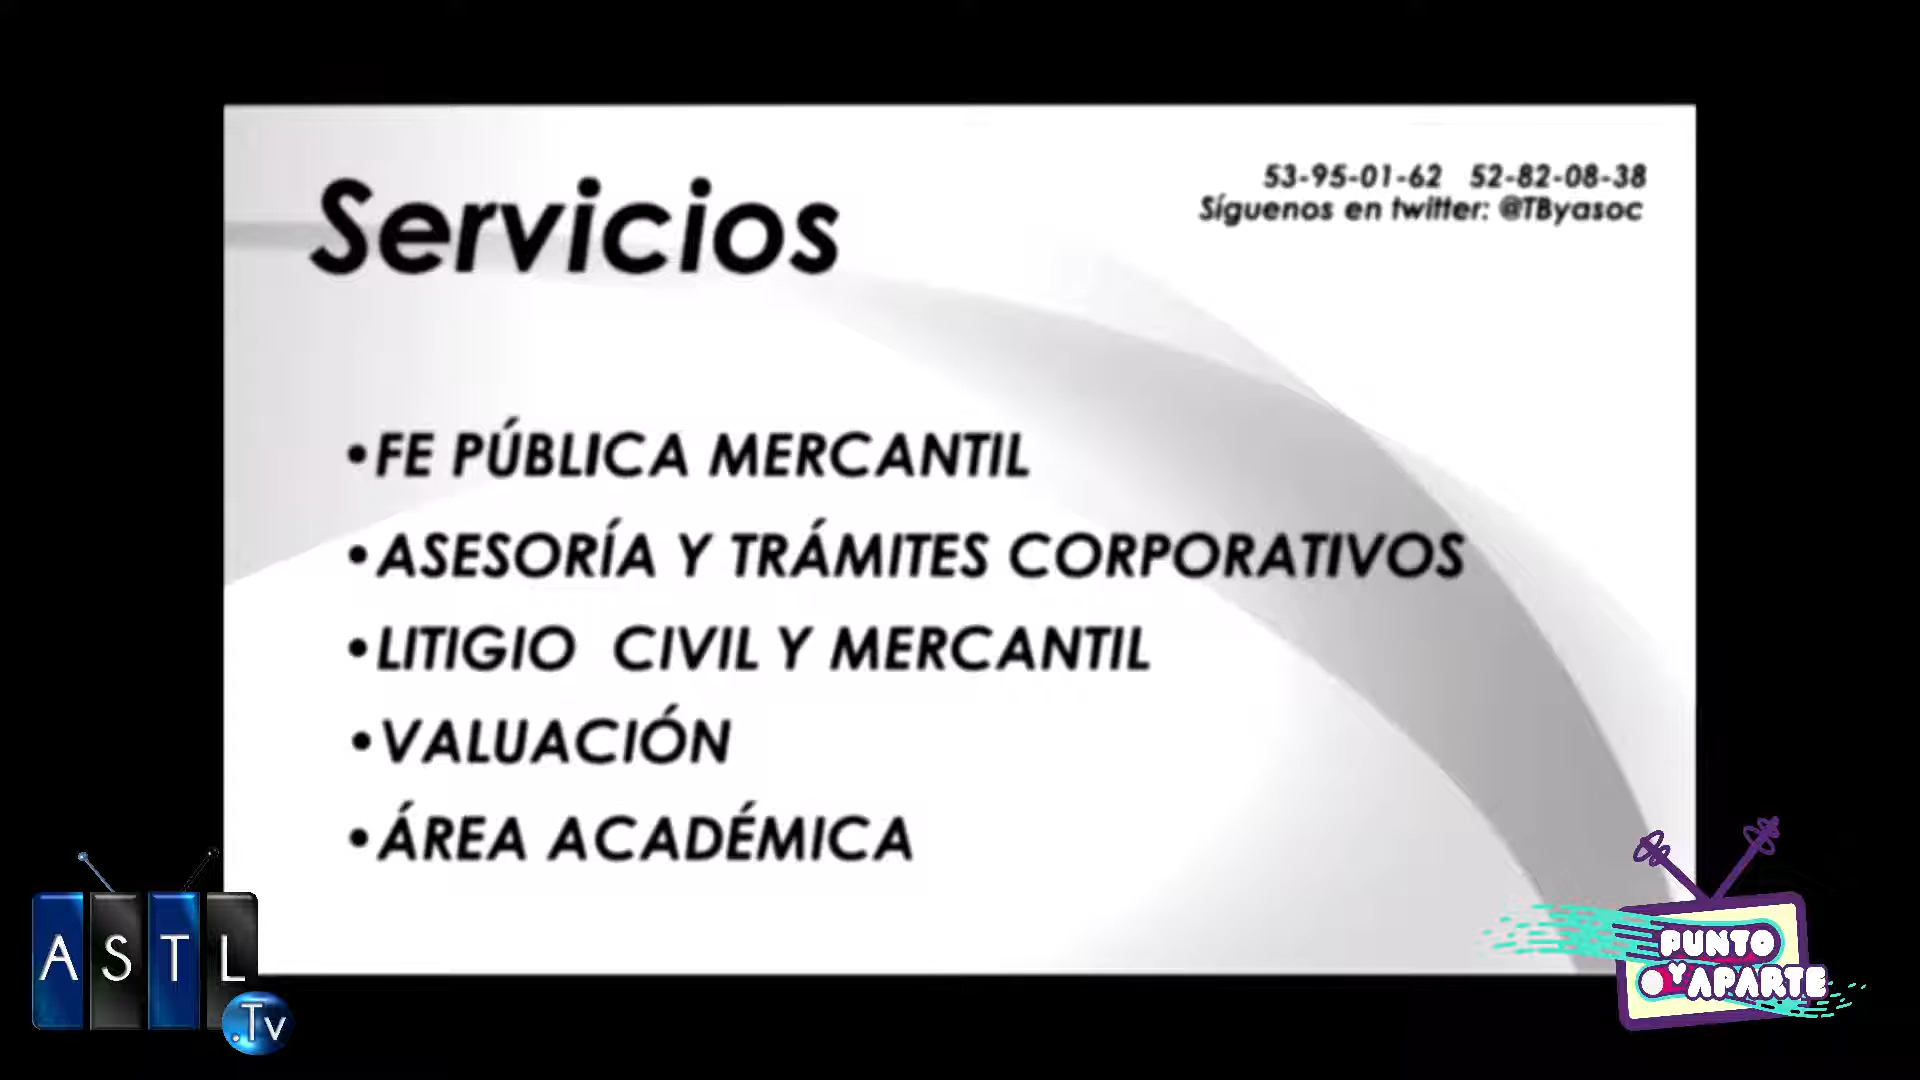 Servicios
53-95-01-62 52-82-08-38
Síguenos en twitter: @TByasoc
•FE PÚBLICA MERCANTIL
•ASESORÍA Y TRÁMITES CORPORATIVOS
•LITIGIO CIVIL Y MERCANTIL
•VALUACIÓN
•ÁREA ACADÉMICA
ASTL
.Tv
PUNTO
Y APARTE